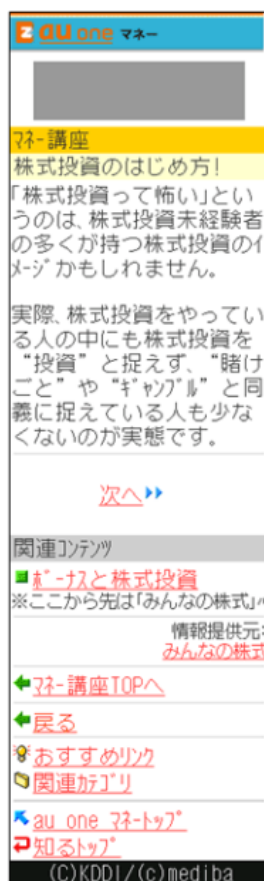 au one マネー
ﾏﾈｰ講座
株式投資のはじめ方!
「株式投資って怖い」とい
うのは､株式投資未経験者
の多くが持つ株式投資のｲ
ﾒｰｼﾞかもしれません。
実際､株式投資をやってい
る人の中にも株式投資を
“投資”と捉えず、“賭け
ごと”や“ｷﾞｬﾝﾌﾞﾙ”と同
義に捉えている人も少な
くないのが実態です。
次へ
関連ｺﾝﾃﾝﾂ
ﾎﾞｰﾅｽと株式投資
※ここから先は｢みんなの株式｣へ
情報提供元:
みんなの株式
ﾏﾈｰ講座TOPへ
戻る
おすすめﾘﾝｸ
関連ｶﾃｺﾞﾘ
au one ﾏﾈｰﾄｯﾌﾟ
知るﾄｯﾌﾟ
(C)KDDI/(c)mediba